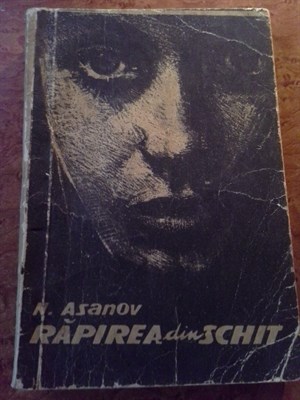 N. Asanov
RĂPIREA din SCHIT